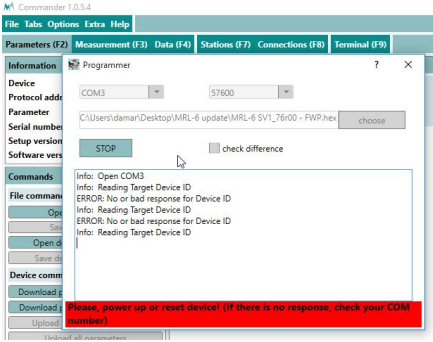 Commander 1.0.5.4
File Tabs Options Extra Help
Parameters (F2) Measurement (F3) Data (F4) Stations (F7) Connections (F8) Terminal (F9)
Information
Programmer ? X
Device
Protocol addr
Parameter
Serial number
Setup version
Software vers
COM3 57600
C:\Users\damar\Desktop\MRL-6 update\MRL-6 SV1_76r00 - FWP.hex choose
STOP check difference
Commands
File command
Ope
Sav
Open d
Save da
Device comm
Download p
Download p
Upload
Upload all parameters
Info: Open COM3
Info: Reading Target Device ID
ERROR: No or bad response for Device ID
Info: Reading Target Device ID
ERROR: No or bad response for Device ID
Info: Reading Target Device ID
Please, power up or reset device! (If there is no response, check your COM
number)